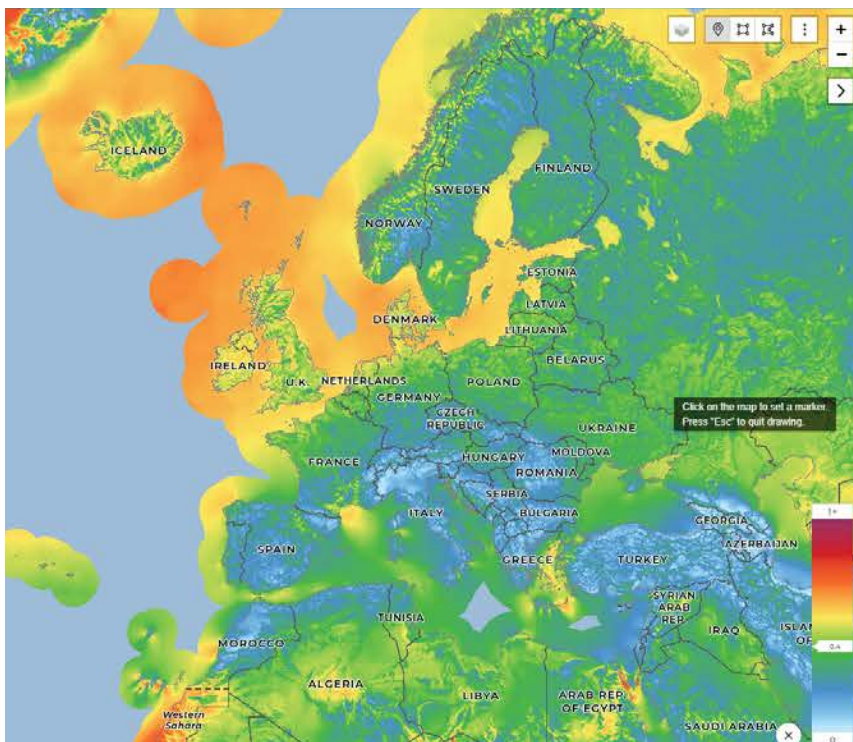 ICELAND
FINLAND
SWEDEN
NORWAY
ESTONIA
LATVIA
DENMARK
LITHUANIA
IRELAND
BELARUS
U.K.
NETHERLANDS
POLAND
GERMANY
Click on the map to set a marker.
Press "Esc" to quit drawing.
CZECH
REPUBLIC
UKRAINE
MOLDOVA
HUNGARY
FRANCE
ROMANIA
SERBIA
ITALY
BULGARIA
1+
GEORGIA
AZERBAIJAN
SPAIN
GREECE
TURKEY
SYRIAN
ARAB
REP
TUNISIA
IRAQ
ISLAM
OF
MOROCCO
0.4
ALGERIA
LIBYA
ARAB REP
OF EGYPT
Western
Sahara
SAUDI ARABIA
0